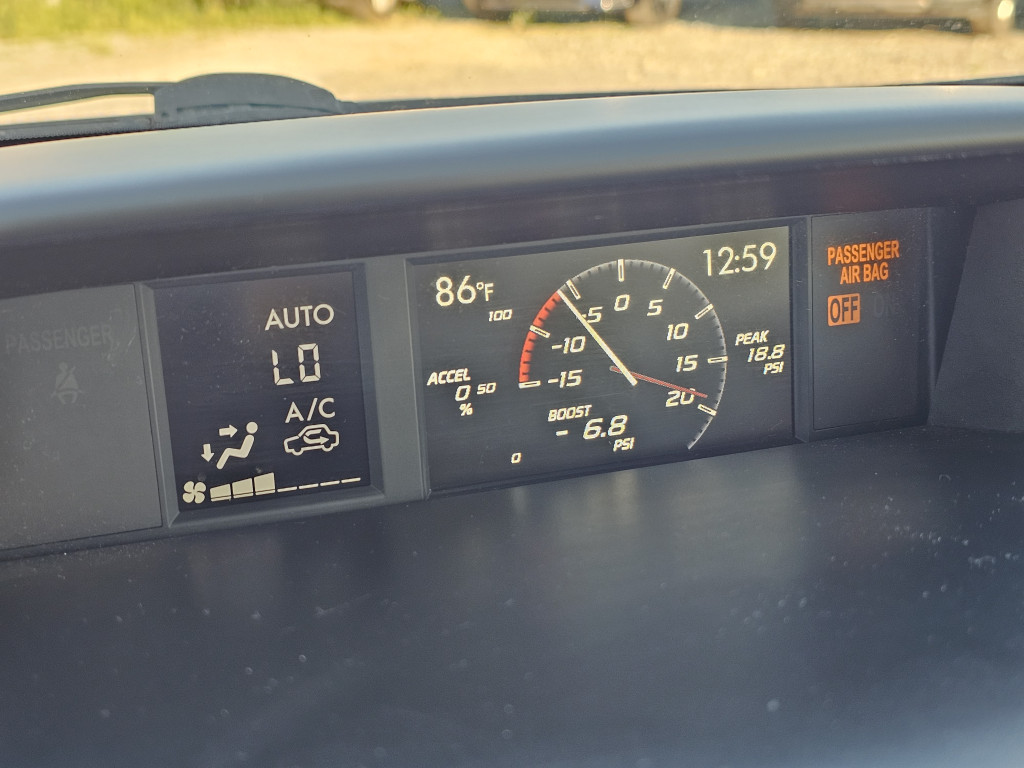 PASSENGER
AUTO
LO
A/C
86°F
12:59
100
50
0
ACCEL
0
%
-15
-10
-5
0
5
10
15
20
BOOST
- 6.8
PSI
PEAK
18.8
PSI
PASSENGER
AIR BAG
OFF ON